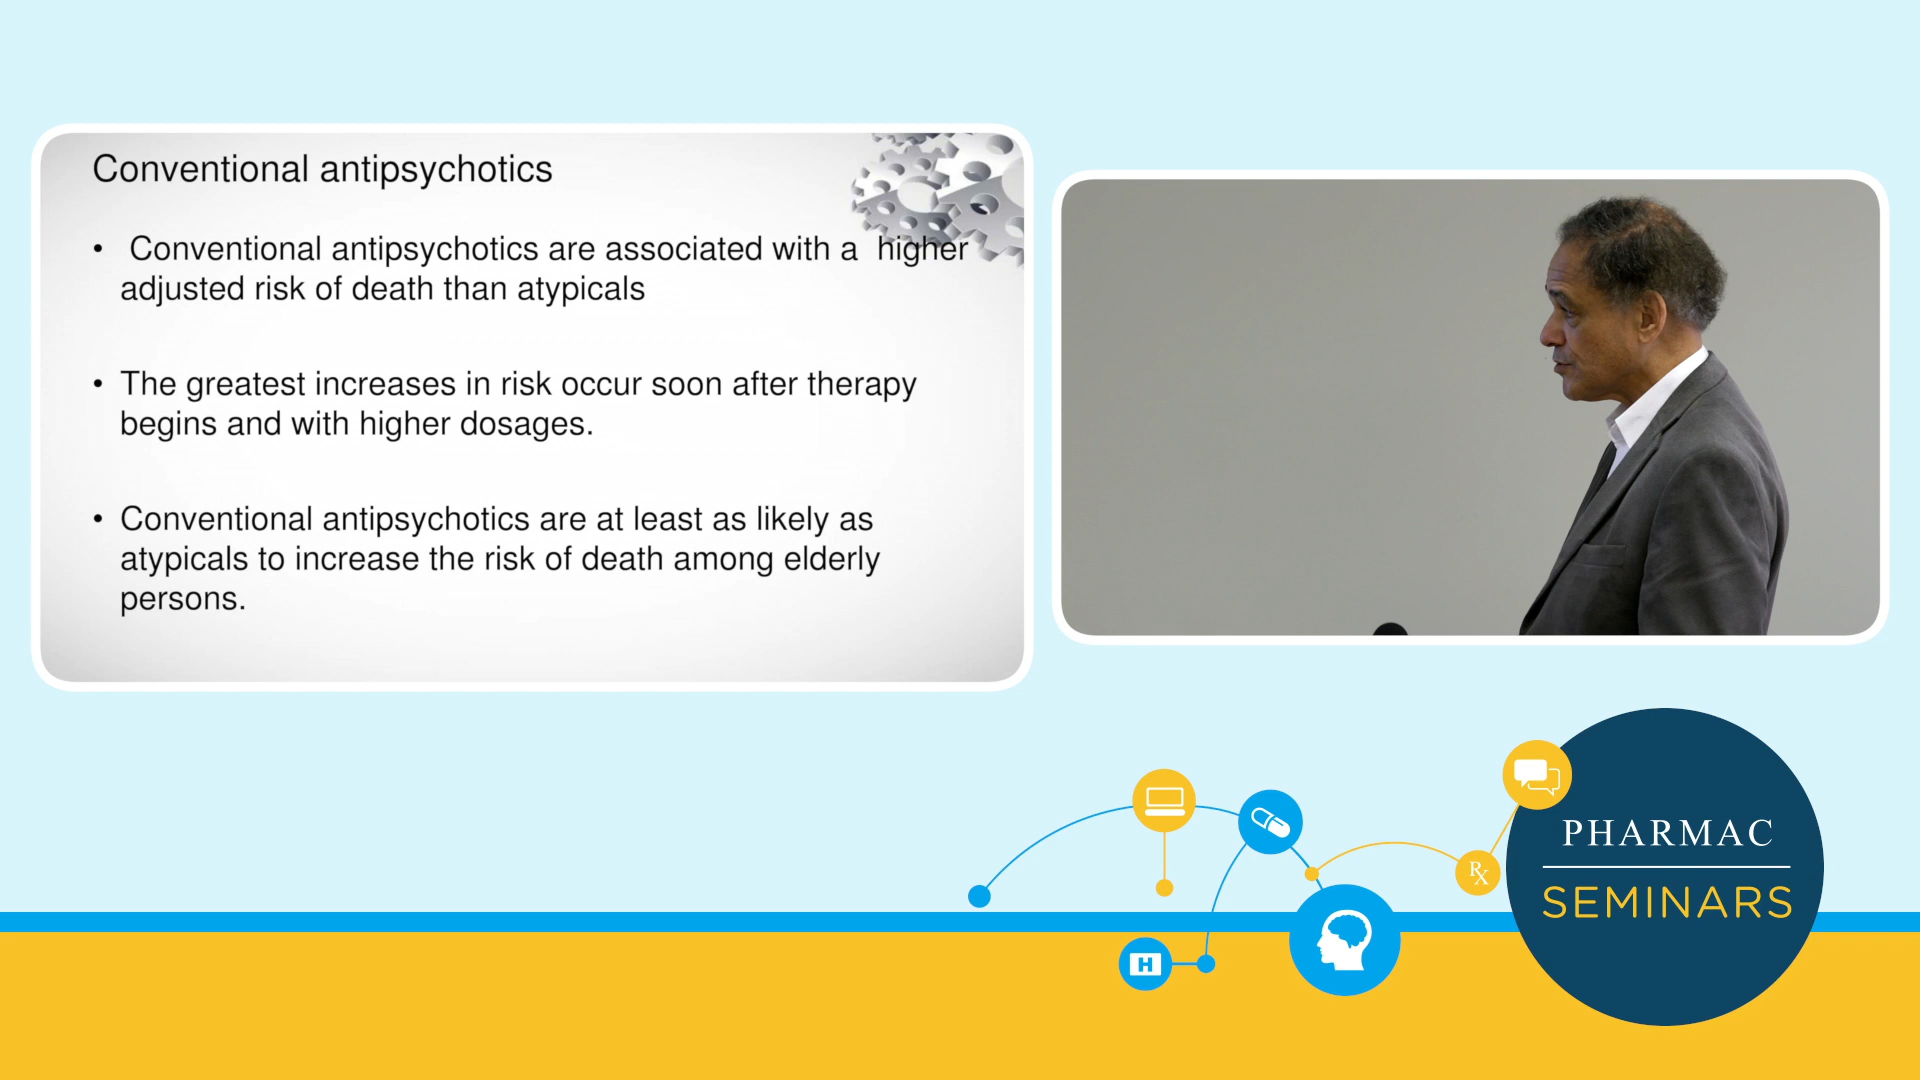 Conventional antipsychotics
• Conventional antipsychotics are associated with a higher
adjusted risk of death than atypicals
• The greatest increases in risk occur soon after therapy
begins and with higher dosages.
• Conventional antipsychotics are at least as likely as
atypicals to increase the risk of death among elderly
persons.
Rx
PHARMAC
SEMINARS
H